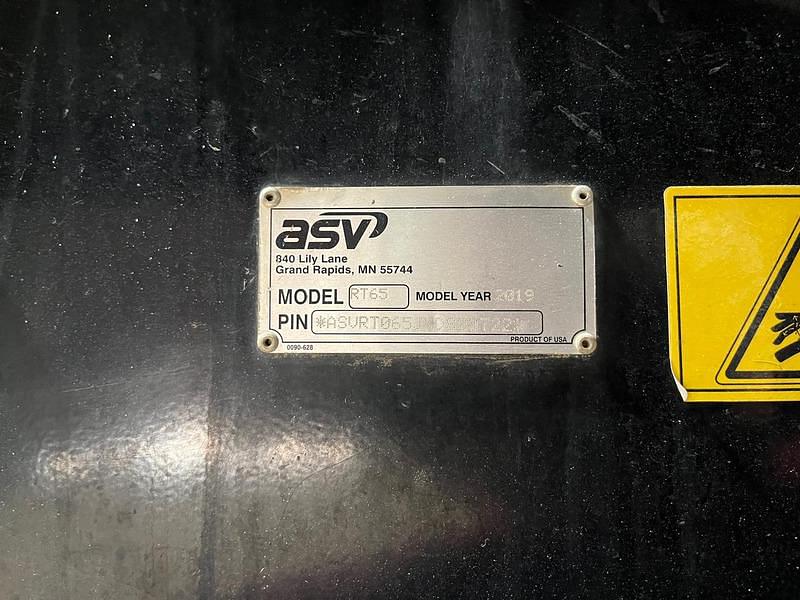 asv
840 Lily Lane
Grand Rapids, MN 55744
MODEL RT65 MODEL YEAR 2019
PIN
0090-628 PRODUCT OF USA